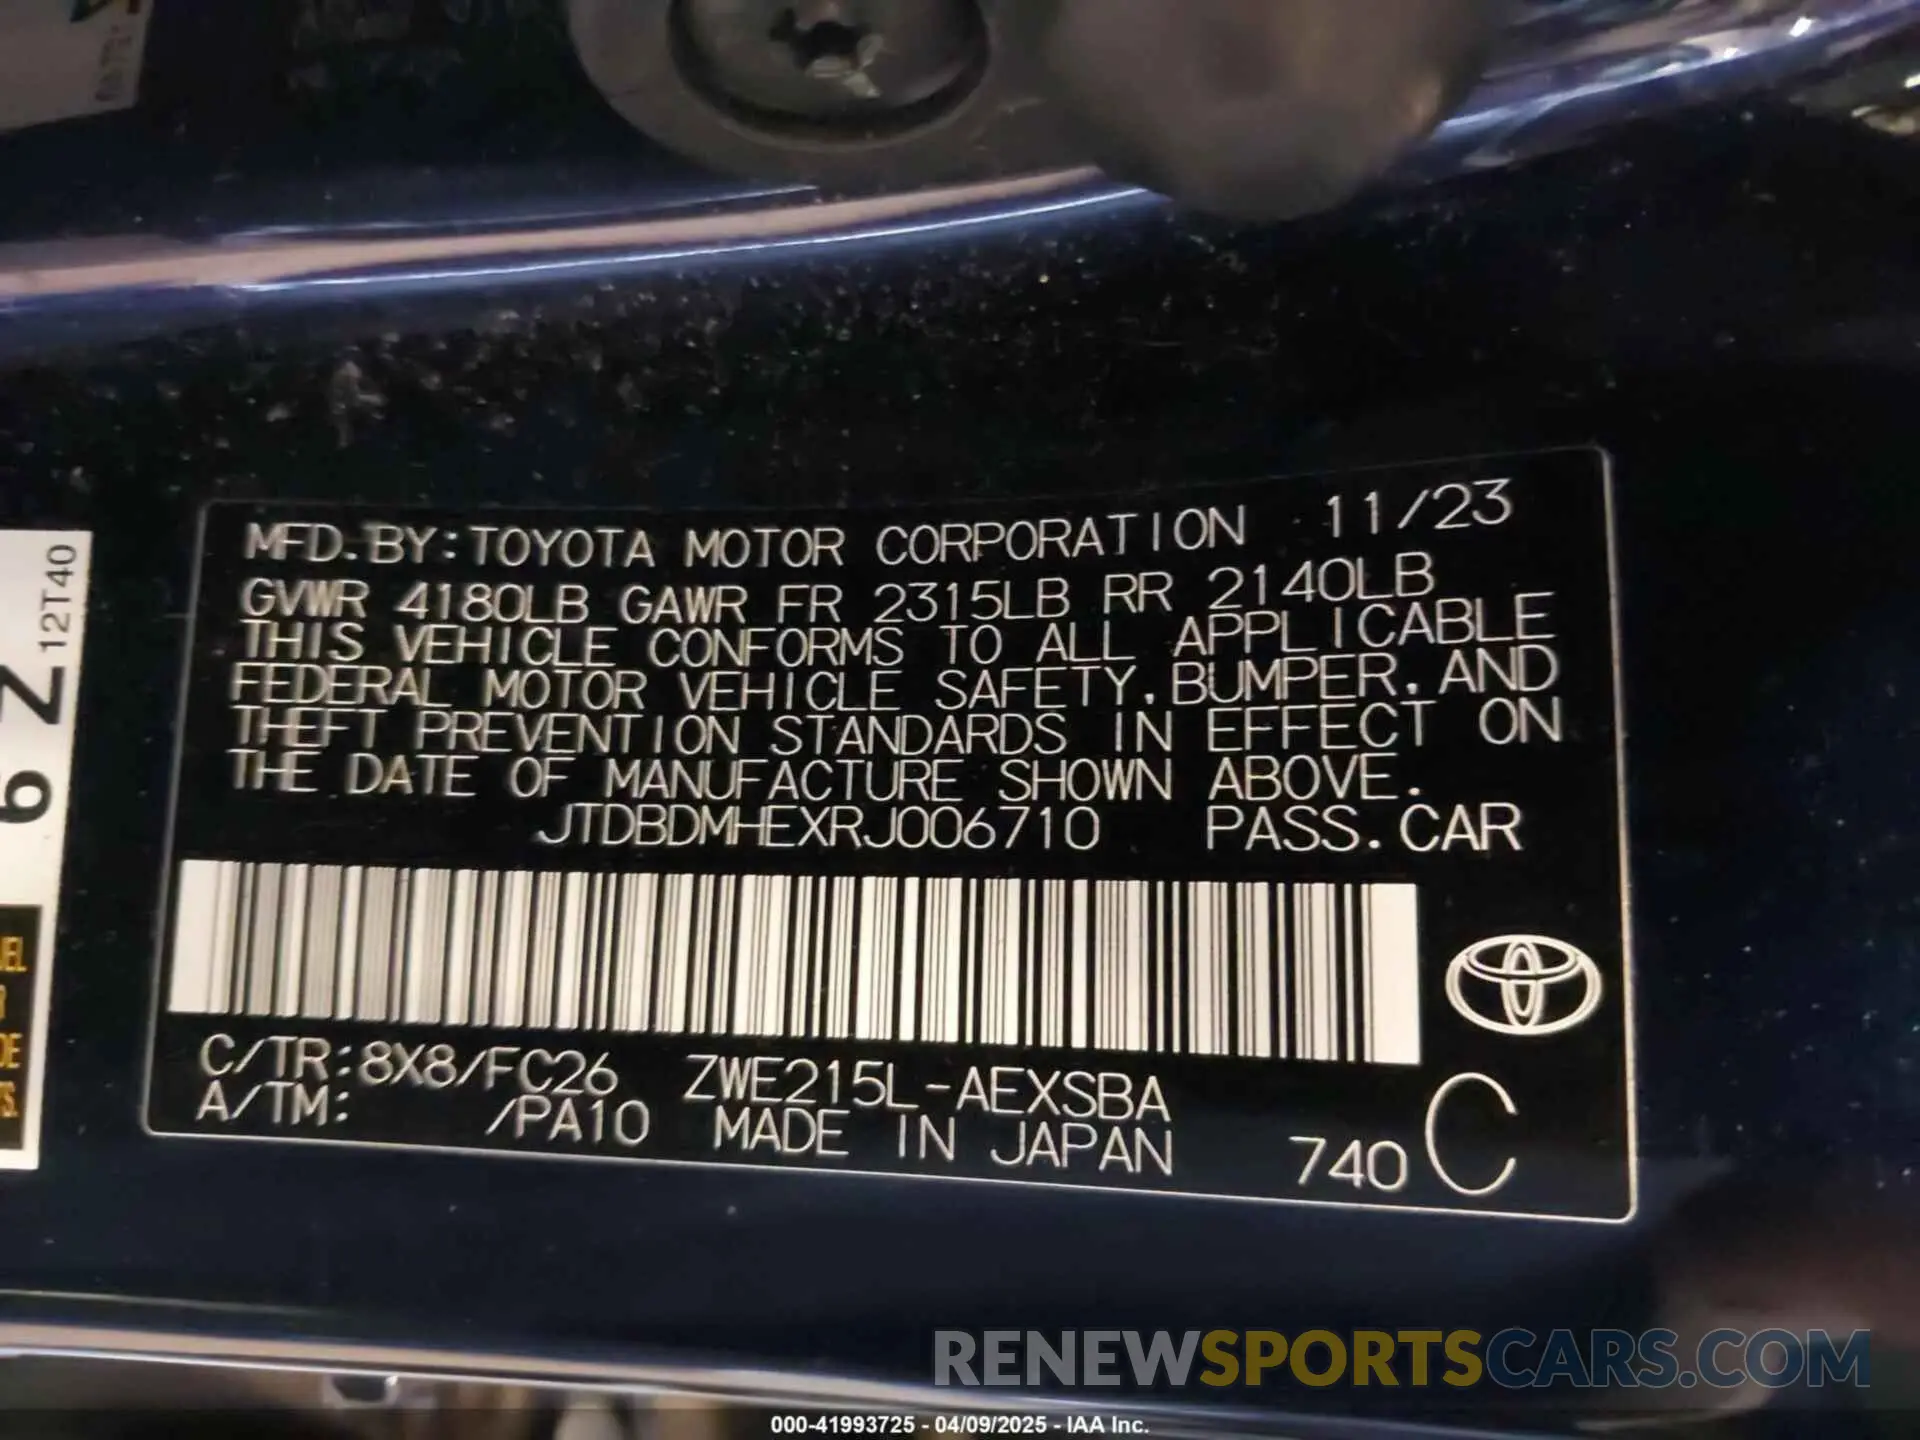 MFD. BY: TOYOTA MOTOR CORPORATION 11/23
GVWR 4180LB GAWR FR 2315LB RR 2140LB
THIS VEHICLE CONFORMS TO ALL APPLICABLE
FEDERAL MOTOR VEHICLE SAFETY, BUMPER, AND
THEFT PREVENTION STANDARDS IN EFFECT ON
THE DATE OF MANUFACTURE SHOWN ABOVE.
JTDBDMHEXRJ006710 PASS. CAR
C/TR: 8X8/FC26 ZWE215L-AEXSBA
A/TM: /PA10 MADE IN JAPAN 740 C
6Z
12T40
RENEWSPORTSCARS.COM
000-41993725 - 04/09/2025 - IAA Inc.